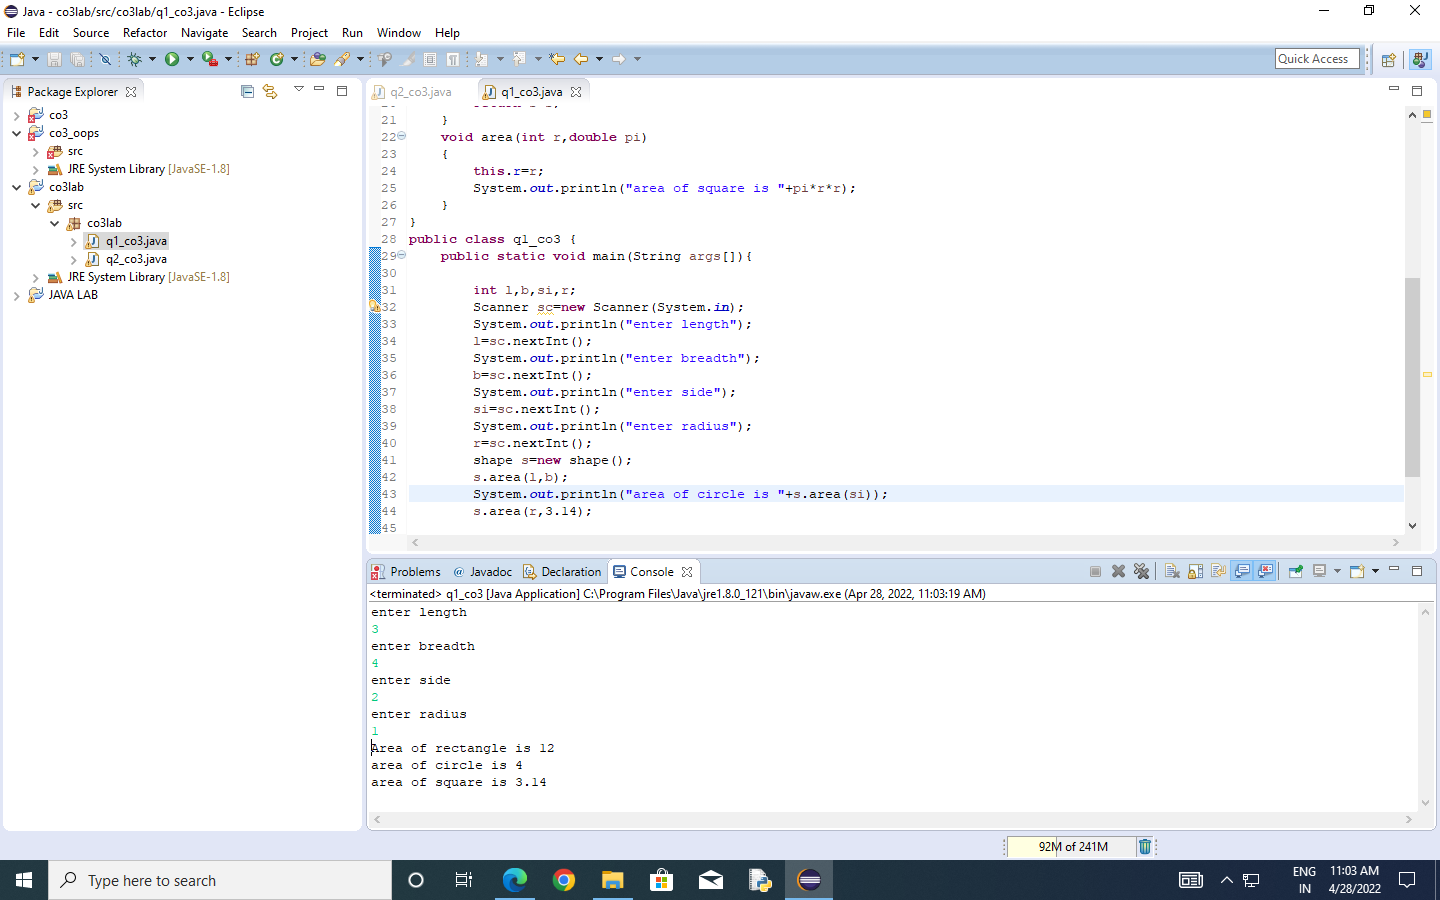 Java - co3lab/src/co3lab/q1_co3.java - Eclipse
File Edit Source Refactor Navigate Search Project Run Window Help
Quick Access
Package Explorer
co3
co3_oops
src
JRE System Library [JavaSE-1.8]
co3lab
src
co3lab
q1_co3.java
q2_co3.java
JRE System Library [JavaSE-1.8]
JAVA LAB
q2_co3.java q1_co3.java
21 }
22 void area(int r,double pi)
23 {
24 this.r=r;
25 System.out.println("area of square is "+pi*r*r);
26 }
27 }
28 public class q1_co3 {
29 public static void main(String args[]){
30
31 int l,b,si,r;
32 Scanner sc=new Scanner(System.in);
33 System.out.println("enter length");
34 l=sc.nextInt();
35 System.out.println("enter breadth");
36 b=sc.nextInt();
37 System.out.println("enter side");
38 si=sc.nextInt();
39 System.out.println("enter radius");
40 r=sc.nextInt();
41 shape s=new shape();
42 s.area(l,b);
43 System.out.println("area of circle is "+s.area(si));
44 s.area(r,3.14);
45
Problems @ Javadoc Declaration Console
<terminated> q1_co3 [Java Application] C:\Program Files\Java\jre1.8.0_121\bin\javaw.exe (Apr 28, 2022, 11:03:19 AM)
enter length
3
enter breadth
4
enter side
2
enter radius
1
Area of rectangle is 12
area of circle is 4
area of square is 3.14
92M of 241M
Type here to search
ENG
IN
11:03 AM
4/28/2022